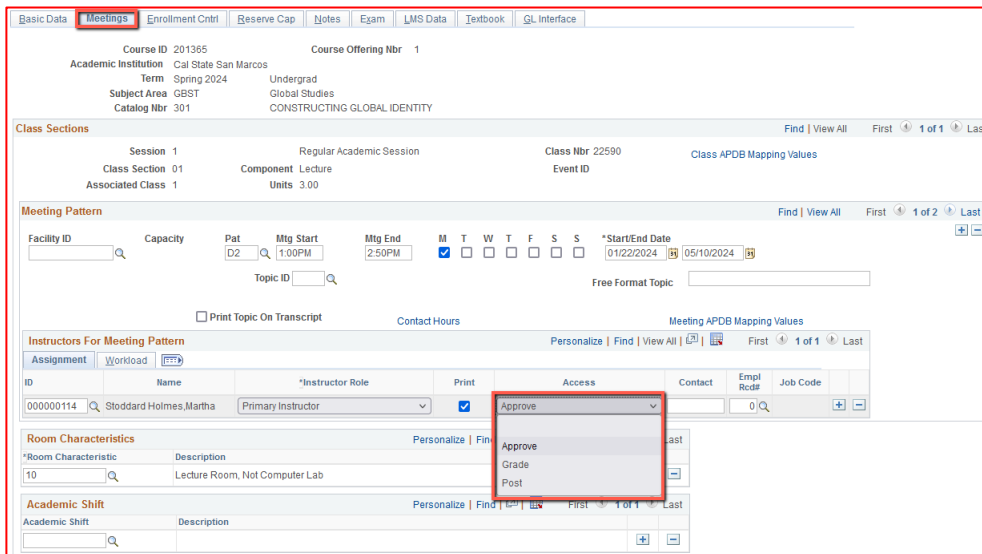 Basic Data Meetings Enrollment Cntrl Reserve Cap Notes Exam LMS Data Textbook GL Interface
Course ID 201365 Course Offering Nbr 1
Academic Institution Cal State San Marcos
Term Spring 2024 Undergrad
Subject Area GBST Global Studies
Catalog Nbr 301 CONSTRUCTING GLOBAL IDENTITY
Class Sections Find | View All First 1 of 1 Las
Session 1 Regular Academic Session Class Nbr 22590 Class APDB Mapping Values
Class Section 01 Component Lecture Event ID
Associated Class 1 Units 3.00
Meeting Pattern Find | View All First 1 of 2 Last
Facility ID Capacity Pat Mtg Start Mtg End M T W T F S S *Start/End Date
D2 1:00PM 2:50PM 01/22/2024 05/10/2024
Topic ID Free Format Topic
Print Topic On Transcript Contact Hours Meeting APDB Mapping Values
Instructors For Meeting Pattern Personalize | Find | View All | | First 1 of 1 Last
Assignment Workload
ID Name *Instructor Role Print Access Contact Empl Rcd# Job Code
000000114 Stoddard Holmes,Martha Primary Instructor Approve 0
Room Characteristics Personalize | Fin Last
Approve
*Room Characteristic Description
Grade
10 Lecture Room, Not Computer Lab
Post
Academic Shift Personalize | Find | | First 1 of 1 Last
Academic Shift Description